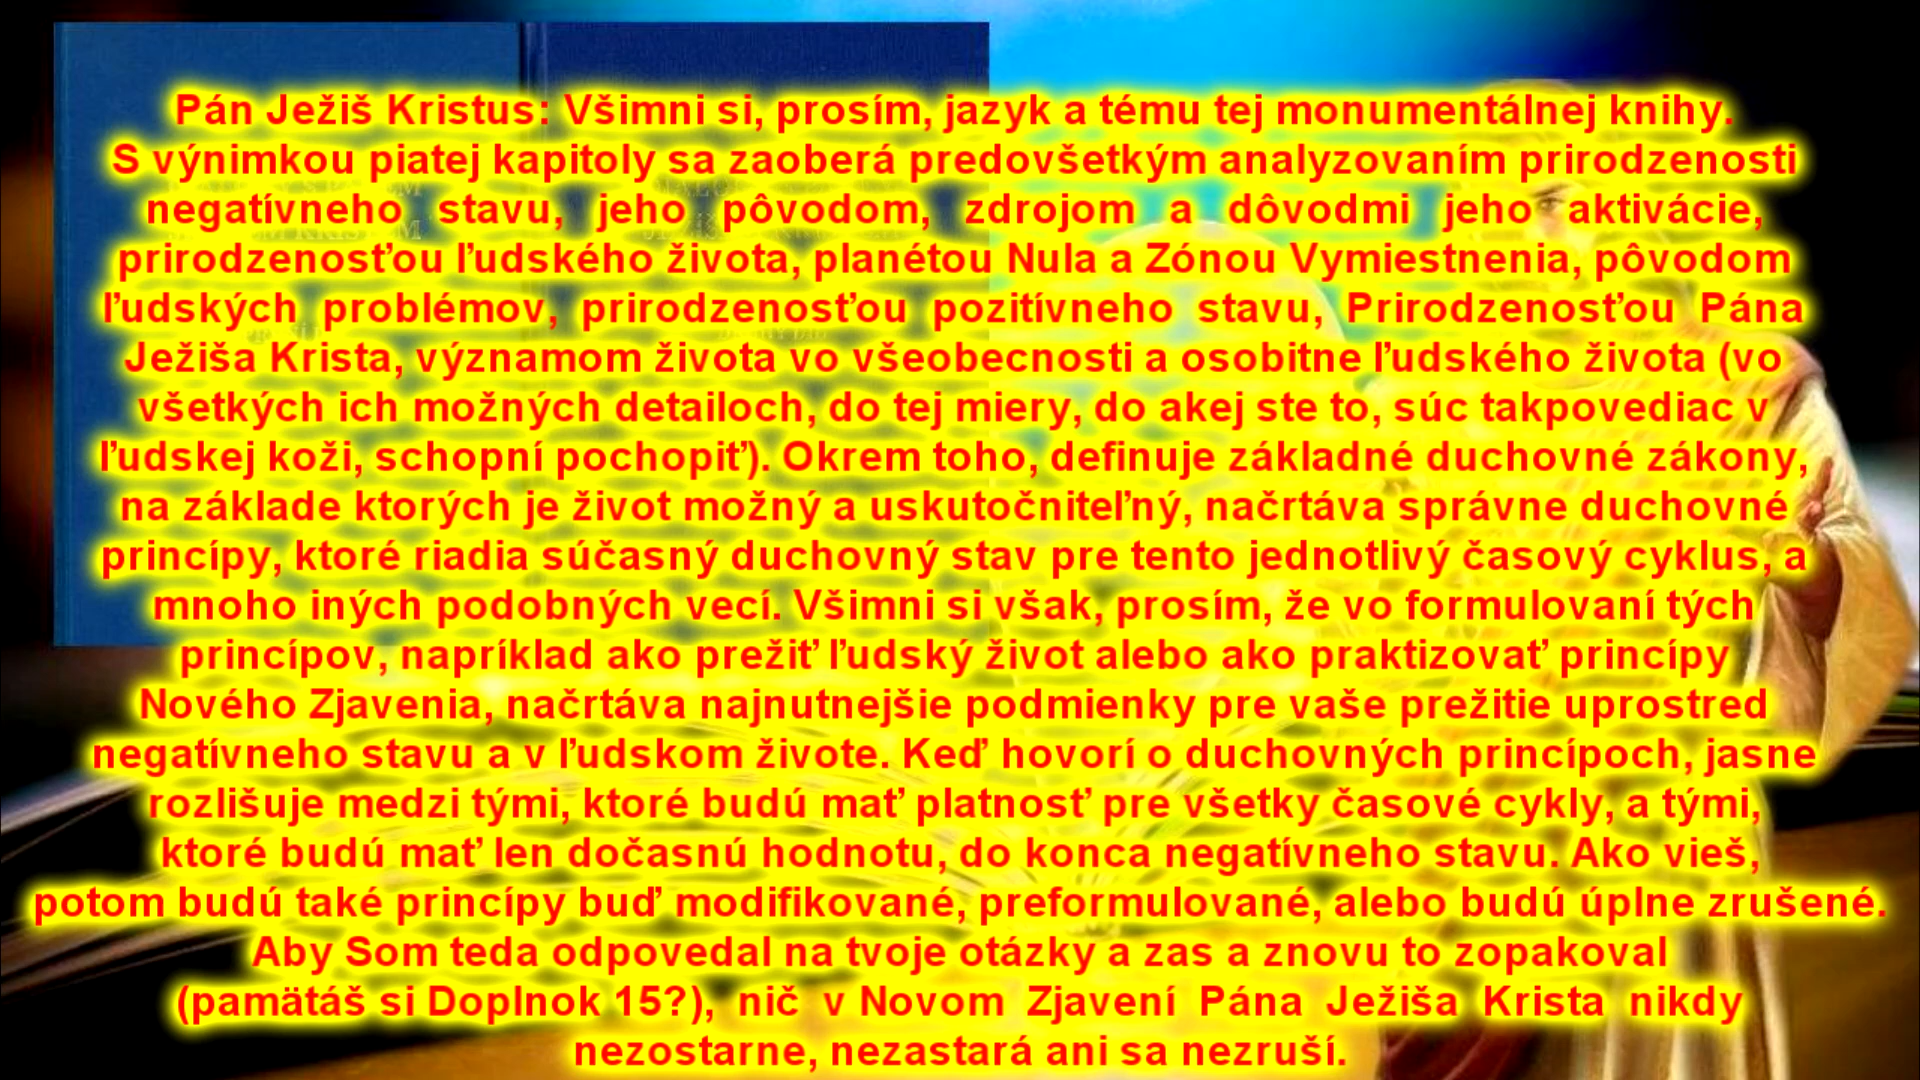 Pán Ježiš Kristus: Všimni si, prosím, jazyk a tému tej monumentálnej knihy.
S výnimkou piatej kapitoly sa zaoberá predovšetkým analyzovaním prirodzenosti
negatívneho stavu, jeho pôvodom, zdrojom a dôvodmi jeho aktivácie,
prirodzenosťou ľudského života, planétou Nula a Zónou Vymiestnenia, pôvodom
ľudských problémov, prirodzenosťou pozitívneho stavu, Prirodzenosťou Pána
Ježiša Krista, významom života vo všeobecnosti a osobitne ľudského života (vo
všetkých ich možných detailoch, do tej miery, do akej ste to, súc takpovediac v
ľudskej koži, schopní pochopiť). Okrem toho, definuje základné duchovné zákony,
na základe ktorých je život možný a uskutočniteľný, načrtáva správne duchovné
princípy, ktoré riadia súčasný duchovný stav pre tento jednotlivý časový cyklus, a
mnoho iných podobných vecí. Všimni si však, prosím, že vo formulovaní tých
princípov, napríklad ako prežiť ľudský život alebo ako praktizovať princípy
Nového Zjavenia, načrtáva najnutnejšie podmienky pre vaše prežitie uprostred
negatívneho stavu a v ľudskom živote. Keď hovorí o duchovných princípoch, jasne
rozlišuje medzi tými, ktoré budú mať platnosť pre všetky časové cykly, a tými,
ktoré budú mať len dočasnú hodnotu, do konca negatívneho stavu. Ako vieš,
potom budú také princípy buď modifikované, preformulované, alebo budú úplne zrušené.
Aby Som teda odpovedal na tvoje otázky a zas a znovu to zopakoval
(pamätáš si Doplnok 15?), nič v Novom Zjavení Pána Ježiša Krista nikdy
nezostarne, nezastará ani sa nezruší.